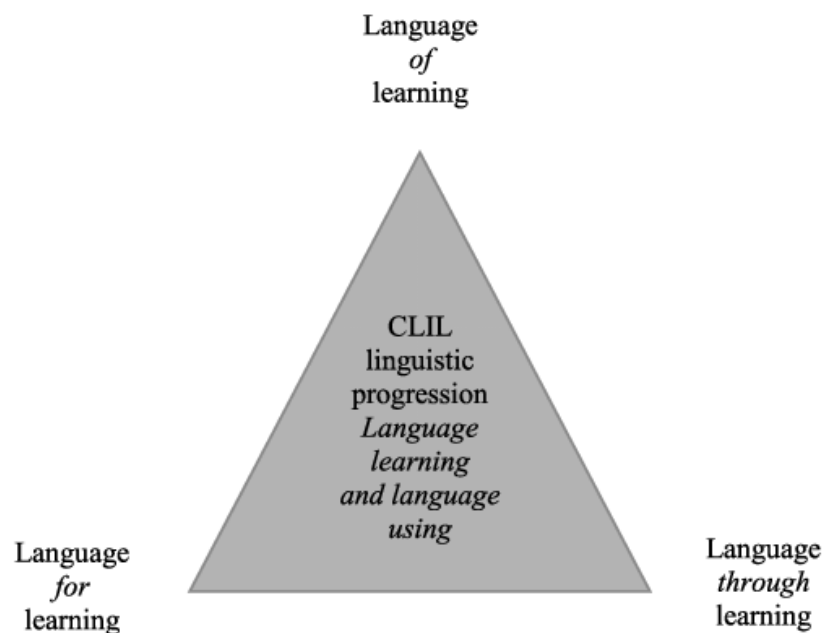 Language
of
learning
CLIL
linguistic
progression
Language
learning
and language
using
Language
for
learning
Language
through
learning